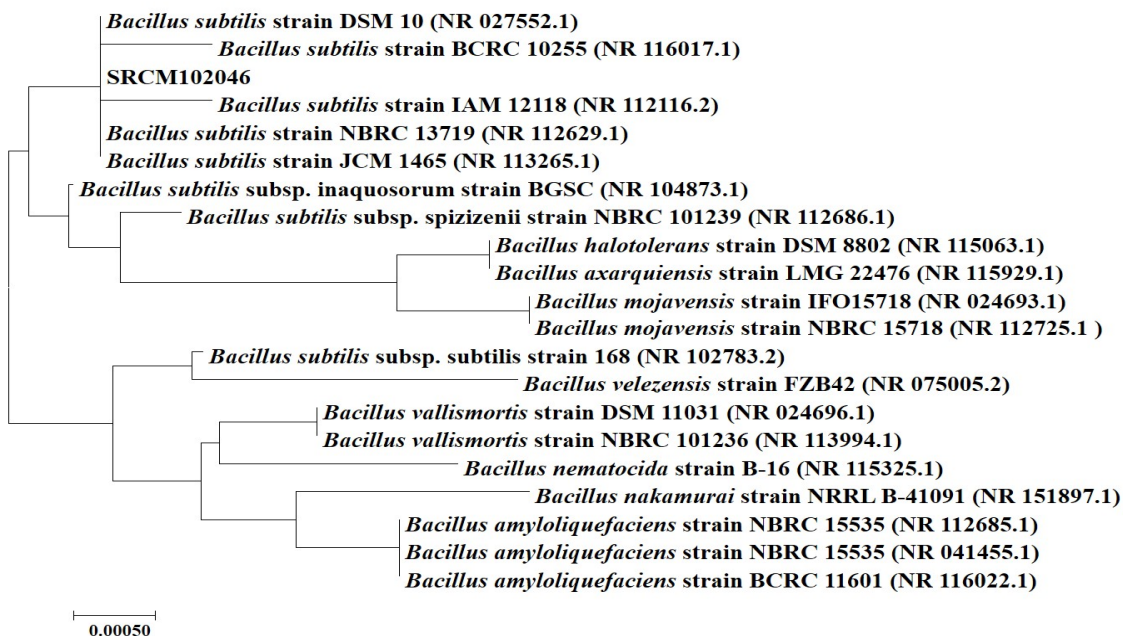 Bacillus subtilis strain DSM 10 (NR 027552.1)
Bacillus subtilis strain BCRC 10255 (NR 116017.1)
SRCM102046
Bacillus subtilis strain IAM 12118 (NR 112116.2)
Bacillus subtilis strain NBRC 13719 (NR 112629.1)
Bacillus subtilis strain JCM 1465 (NR 113265.1)
Bacillus subtilis subsp. inaquosorum strain BGSC (NR 104873.1)
Bacillus subtilis subsp. spizizenii strain NBRC 101239 (NR 112686.1)
Bacillus halotolerans strain DSM 8802 (NR 115063.1)
Bacillus axarquiensis strain LMG 22476 (NR 115929.1)
Bacillus mojavensis strain IFO15718 (NR 024693.1)
Bacillus mojavensis strain NBRC 15718 (NR 112725.1 )
Bacillus subtilis subsp. subtilis strain 168 (NR 102783.2)
Bacillus velezensis strain FZB42 (NR 075005.2)
Bacillus vallismortis strain DSM 11031 (NR 024696.1)
Bacillus vallismortis strain NBRC 101236 (NR 113994.1)
Bacillus nematocida strain B-16 (NR 115325.1)
Bacillus nakamurai strain NRRL B-41091 (NR 151897.1)
Bacillus amyloliquefaciens strain NBRC 15535 (NR 112685.1)
Bacillus amyloliquefaciens strain NBRC 15535 (NR 041455.1)
Bacillus amyloliquefaciens strain BCRC 11601 (NR 116022.1)
0.00050